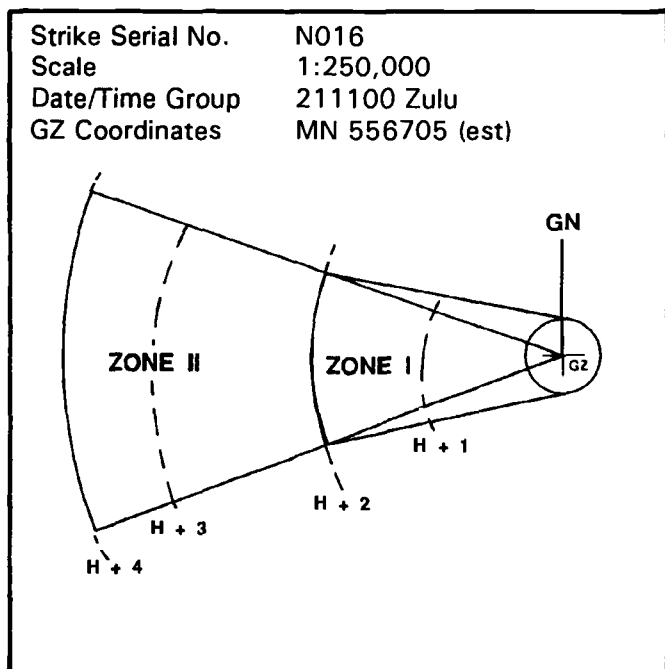 Strike Serial No. N016
Scale 1:250,000
Date/Time Group 211100 Zulu
GZ Coordinates MN 556705 (est)
GN
ZONE II ZONE I GZ
H + 1
H + 2
H + 3
H + 4